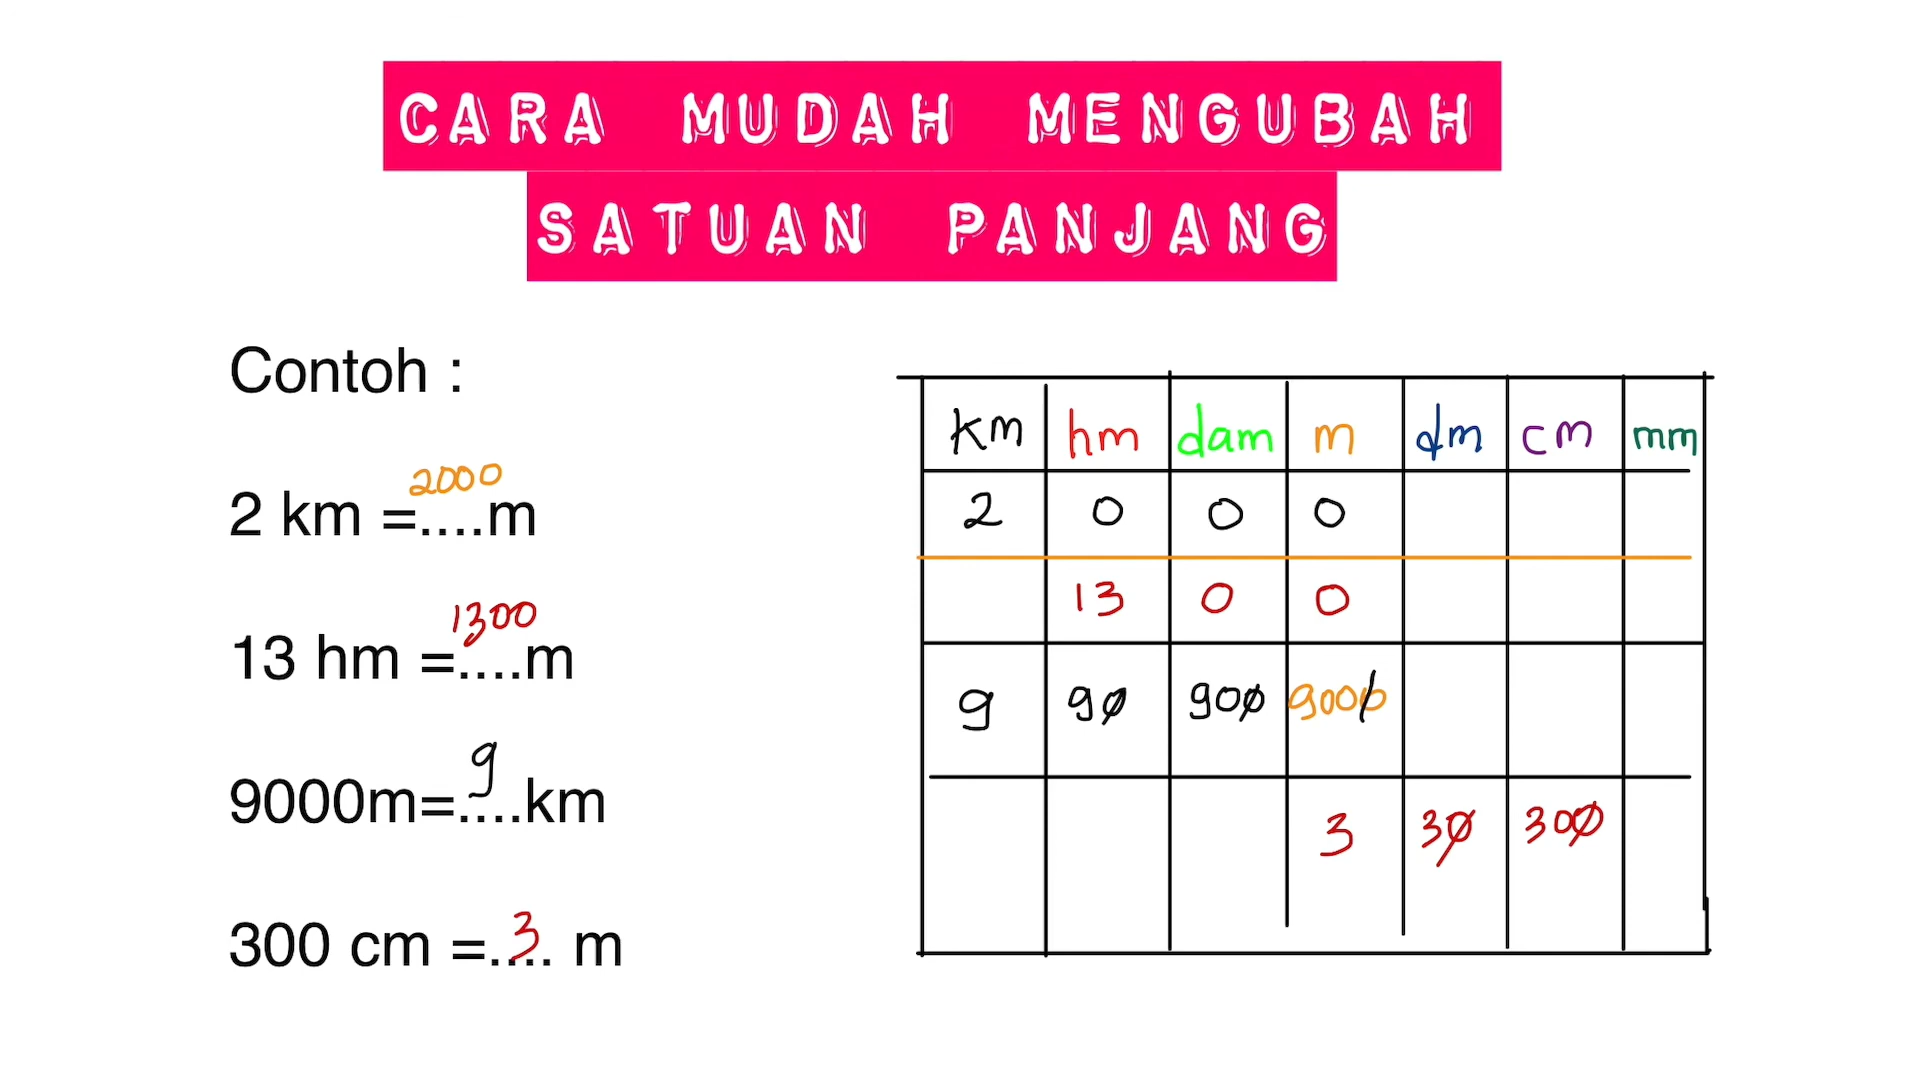 CARA MUDAH MENGUBAH
SATUAN PANJANG
Contoh :
2 km =....m
2000
13 hm =....m
1300
9000m=....km
9
300 cm =.... m
3
km hm dam m dm cm mm
2 0 0 0
13 0 0
9 90 900 9000
3 30 300